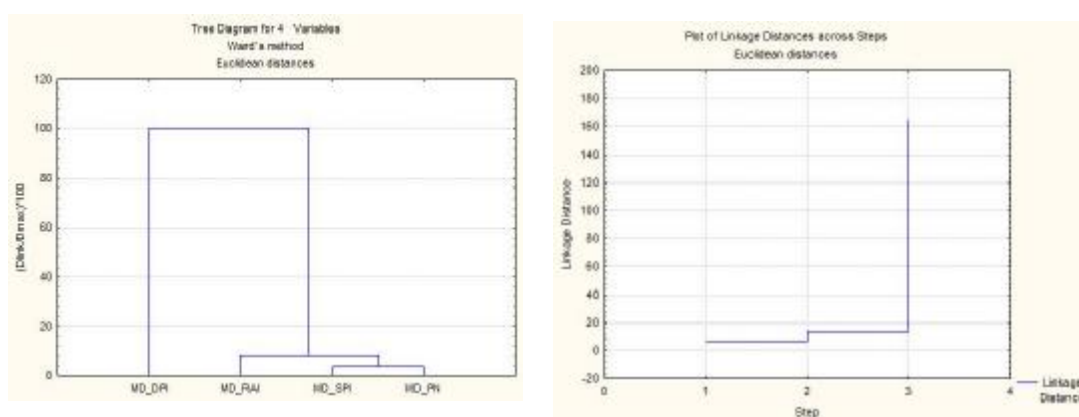 Tree Diagram for 4 Variables
Ward's method
Euclidean distances
120
100
80
60
40
20
0
(Dlink/Dmax)*100
MD_DPI
MD_RIAI
MD_SPI
MD_PN
Plot of Linkage Distances across Steps
Euclidean distances
200
180
160
140
120
100
80
60
40
20
0
-20
Linkage Distance
0 1 2 3 4
Step
Linkage
Distance